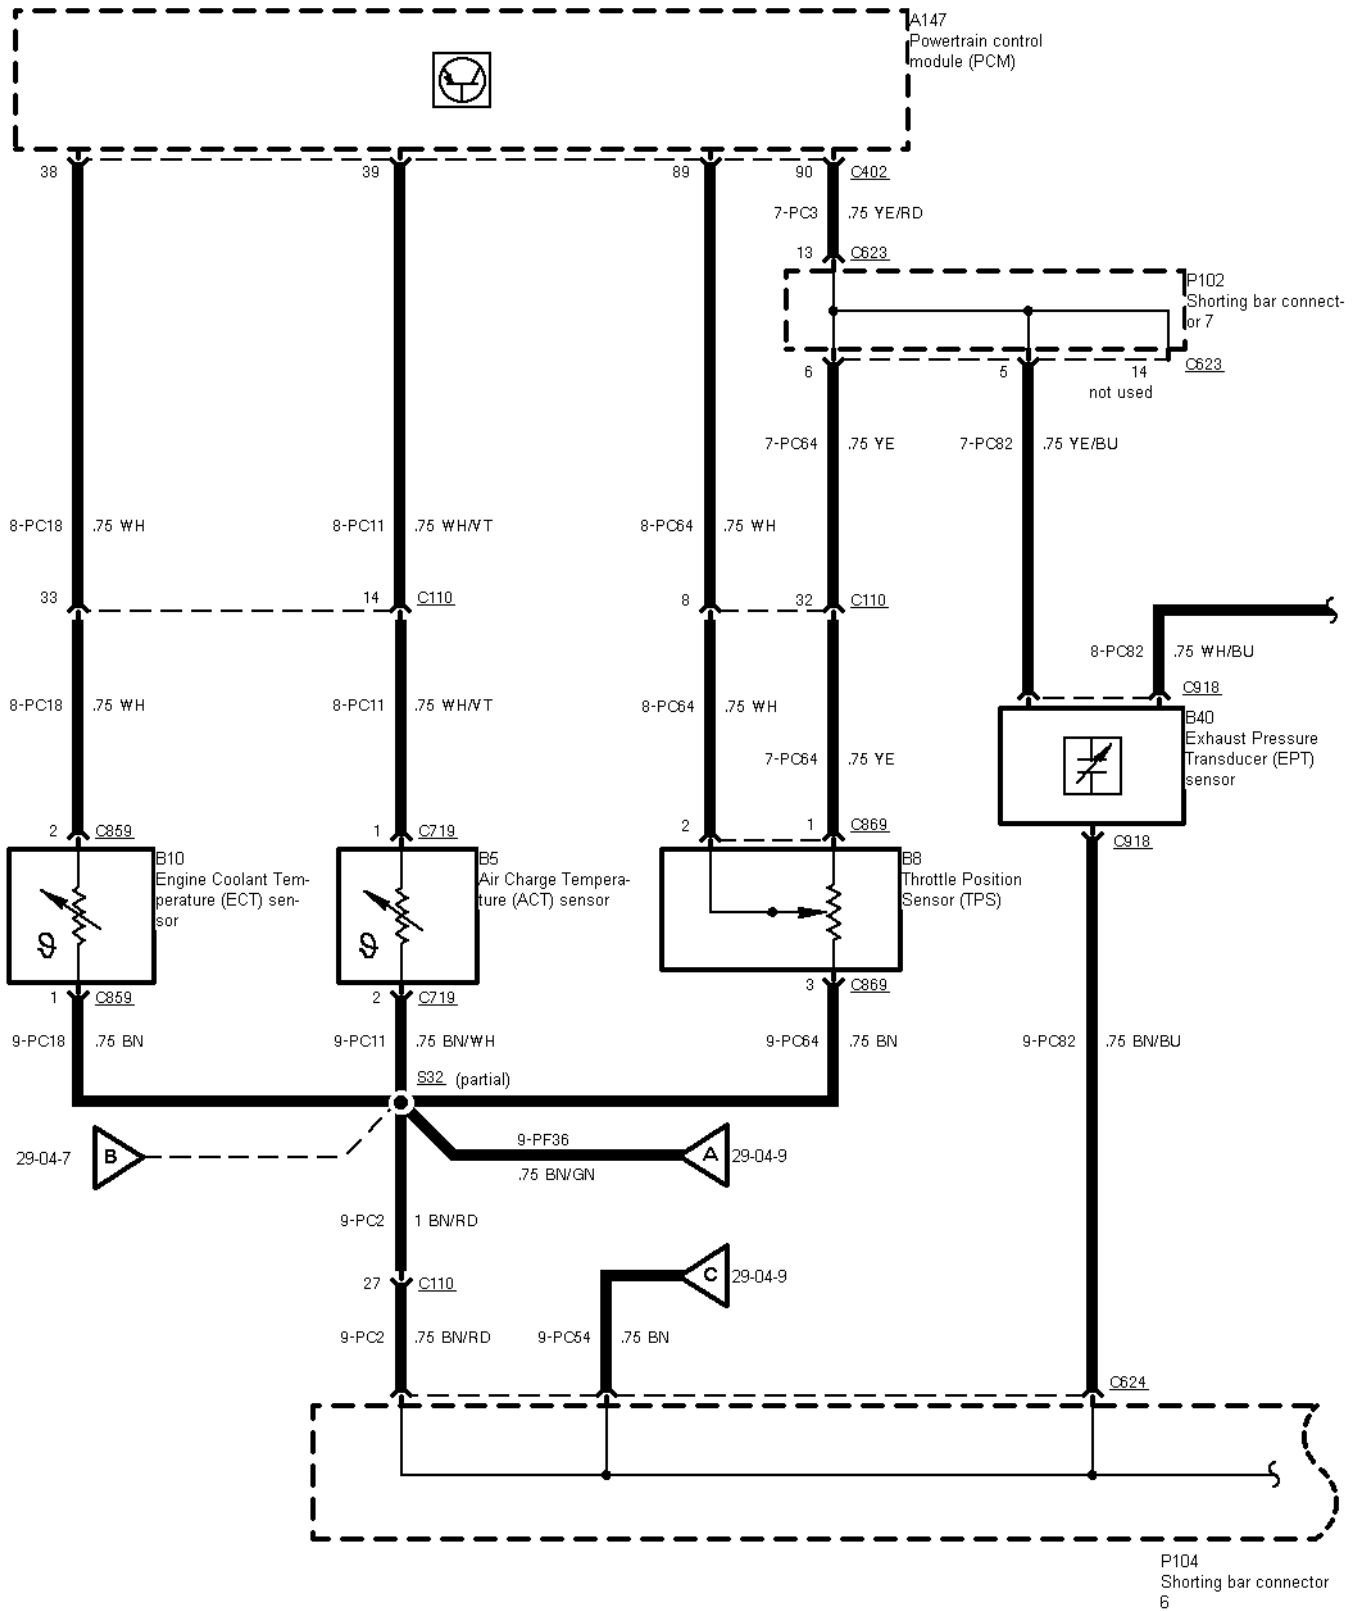 A147
Powertrain control
module (PCM)
38
39
89
90
C402
7-PC3
.75 YE/RD
13
C623
P102
Shorting bar connect-
or 7
6
5
14
C623
not used
7-PC64
.75 YE
7-PC82
.75 YE/BU
8-PC18
.75 WH
8-PC11
.75 WH/VT
8-PC64
.75 WH
33
14
C110
8
32
C110
8-PC82
.75 WH/BU
C918
8-PC18
.75 WH
8-PC11
.75 WH/VT
8-PC64
.75 WH
B40
Exhaust Pressure
Transducer (EPT)
sensor
7-PC64
.75 YE
2
C859
1
C719
2
1
C869
C918
B10
Engine Coolant Tem-
perature (ECT) sen-
sor
ϑ
B5
Air Charge Tempera-
ture (ACT) sensor
ϑ
B8
Throttle Position
Sensor (TPS)
1
C859
2
C719
3
C869
9-PC18
.75 BN
9-PC11
.75 BN/WH
9-PC64
.75 BN
9-PC82
.75 BN/BU
S32 (partial)
29-04-7
B
9-PF36
.75 BN/GN
A
29-04-9
9-PC2
1 BN/RD
27
C110
C
29-04-9
9-PC2
.75 BN/RD
9-PC54
.75 BN
C624
P104
Shorting bar connector
6